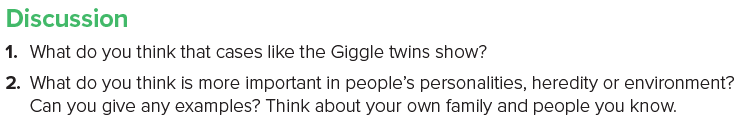 Discussion
1. What do you think that cases like the Giggle twins show?
2. What do you think is more important in people's personalities, heredity or environment?
Can you give any examples? Think about your own family and people you know.